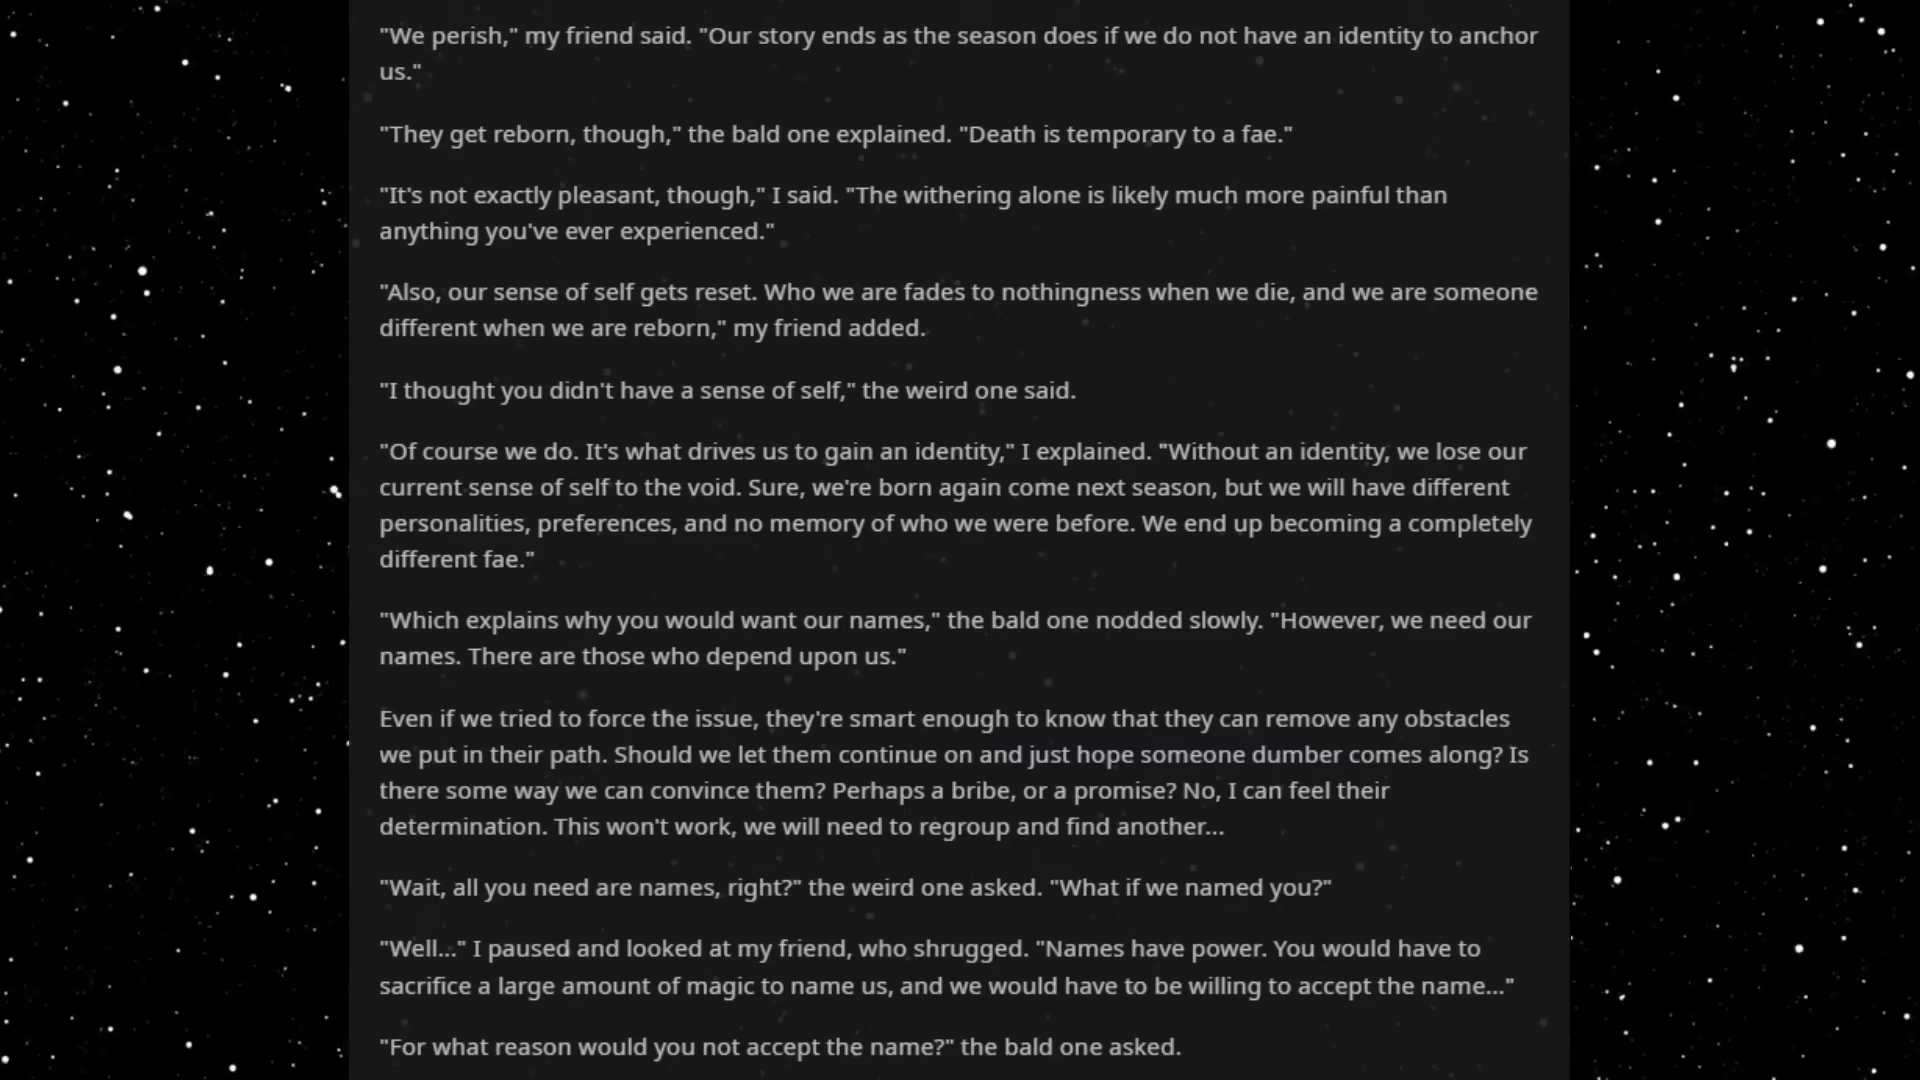 "We perish," my friend said. "Our story ends as the season does if we do not have an identity to anchor
us."
"They get reborn, though," the bald one explained. "Death is temporary to a fae."
"It's not exactly pleasant, though," I said. "The withering alone is likely much more painful than
anything you've ever experienced."
"Also, our sense of self gets reset. Who we are fades to nothingness when we die, and we are someone
different when we are reborn," my friend added.
"I thought you didn't have a sense of self," the weird one said.
"Of course we do. It's what drives us to gain an identity," I explained. "Without an identity, we lose our
current sense of self to the void. Sure, we're born again come next season, but we will have different
personalities, preferences, and no memory of who we were before. We end up becoming a completely
different fae."
"Which explains why you would want our names," the bald one nodded slowly. "However, we need our
names. There are those who depend upon us."
Even if we tried to force the issue, they're smart enough to know that they can remove any obstacles
we put in their path. Should we let them continue on and just hope someone dumber comes along? Is
there some way we can convince them? Perhaps a bribe, or a promise? No, I can feel their
determination. This won't work, we will need to regroup and find another...
"Wait, all you need are names, right?" the weird one asked. "What if we named you?"
"Well..." I paused and looked at my friend, who shrugged. "Names have power. You would have to
sacrifice a large amount of magic to name us, and we would have to be willing to accept the name..."
"For what reason would you not accept the name?" the bald one asked.